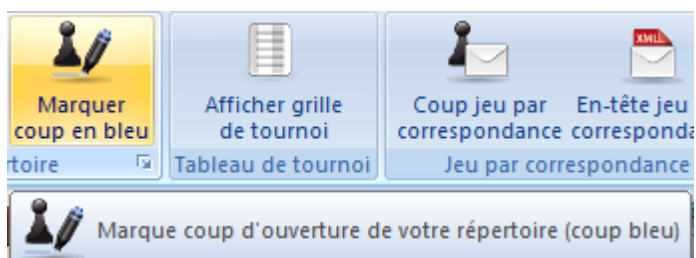 XML
Marquer
coup en bleu
Afficher grille
de tournoi
Coup jeu par
correspondance
En-tête jeu
Tableau de tournoi
Jeu par correspondance
Marque coup d'ouverture de votre répertoire (coup bleu)